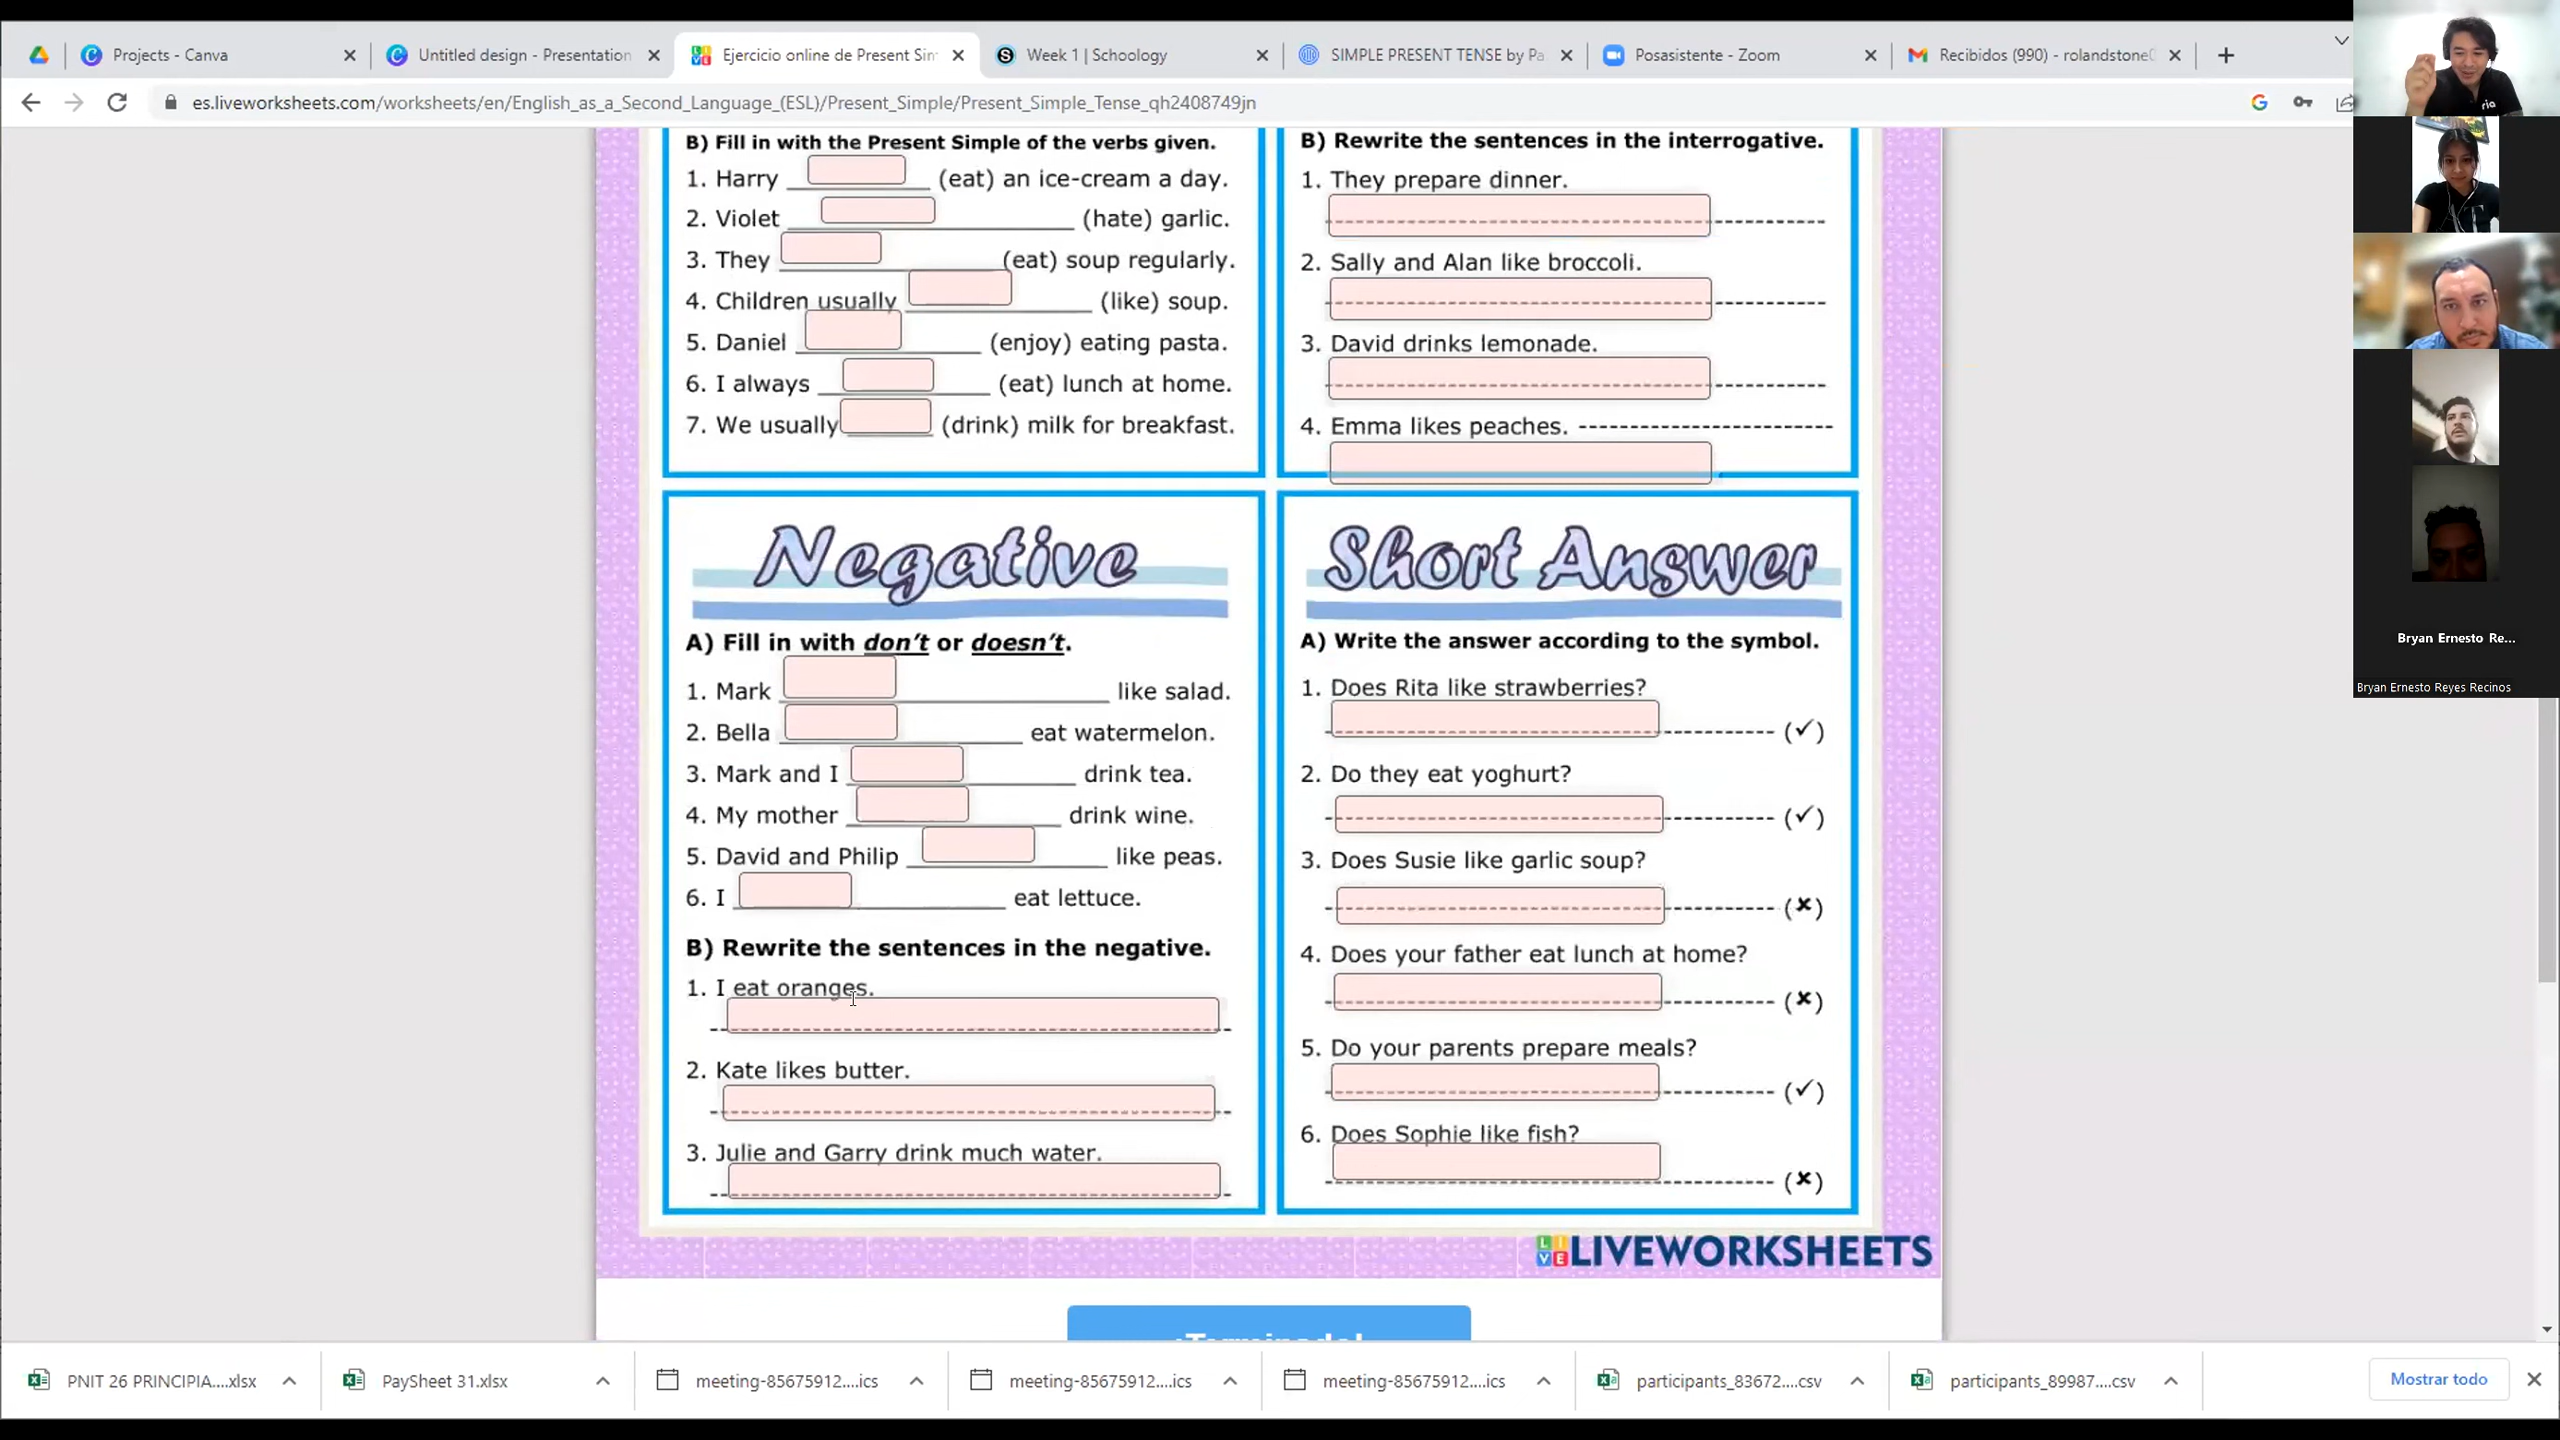 Projects - Canva
Untitled design - Presentation
Ejercicio online de Present Sim
Week 1 | Schoology
SIMPLE PRESENT TENSE by Pa
Posasistente - Zoom
Recibidos (990) - rolandstone
es.liveworksheets.com/worksheets/en/English_as_a_Second_Language_(ESL)/Present_Simple/Present_Simple_Tense_qh2408749jn
B) Fill in with the Present Simple of the verbs given.
1. Harry (eat) an ice-cream a day.
2. Violet (hate) garlic.
3. They (eat) soup regularly.
4. Children usually (like) soup.
5. Daniel (enjoy) eating pasta.
6. I always (eat) lunch at home.
7. We usually (drink) milk for breakfast.
B) Rewrite the sentences in the interrogative.
1. They prepare dinner.
2. Sally and Alan like broccoli.
3. David drinks lemonade.
4. Emma likes peaches.
Negative
A) Fill in with don't or doesn't.
1. Mark like salad.
2. Bella eat watermelon.
3. Mark and I drink tea.
4. My mother drink wine.
5. David and Philip like peas.
6. I eat lettuce.
B) Rewrite the sentences in the negative.
1. I eat oranges.
2. Kate likes butter.
3. Julie and Garry drink much water.
Short Answer
A) Write the answer according to the symbol.
1. Does Rita like strawberries?
(✓)
2. Do they eat yoghurt?
(✓)
3. Does Susie like garlic soup?
(✗)
4. Does your father eat lunch at home?
(✗)
5. Do your parents prepare meals?
(✓)
6. Does Sophie like fish?
(✗)
LIVE LIVEWORKSHEETS
¡Terminado!
ria
Bryan Ernesto Re...
Bryan Ernesto Reyes Recinos
PNIT 26 PRINCIPIA....xlsx
PaySheet 31.xlsx
meeting-85675912....ics
meeting-85675912....ics
meeting-85675912....ics
participants_83672....csv
participants_89987....csv
Mostrar todo